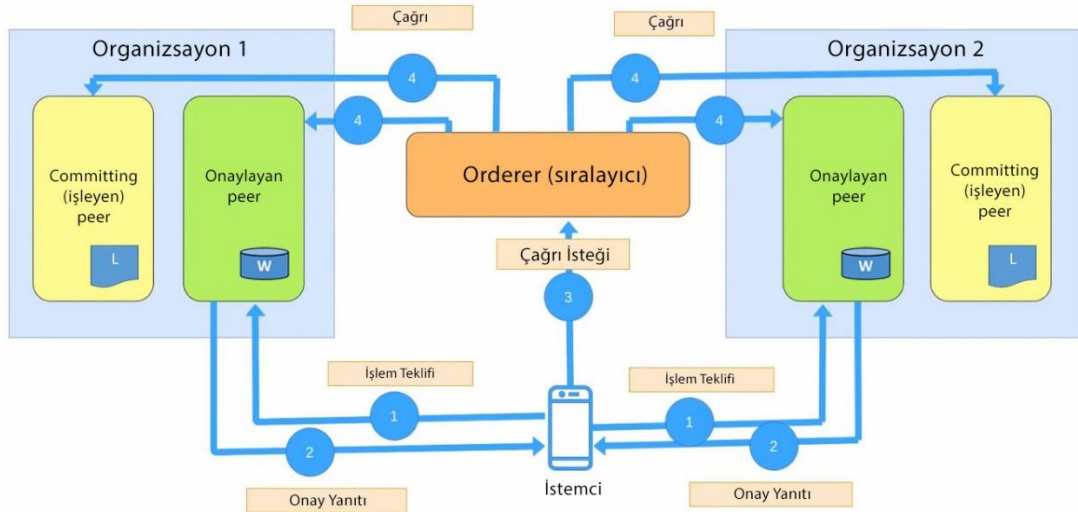 Çağrı
Çağrı
Organizsayon 1
Organizsayon 2
4
4
4
4
Committing
(işleyen)
peer
L
Onaylayan
peer
W
Orderer (sıralayıcı)
Onaylayan
peer
W
Committing
(işleyen)
peer
L
Çağrı İsteği
3
İşlem Teklifi
İşlem Teklifi
1
1
2
2
Onay Yanıtı
İstemci
Onay Yanıtı